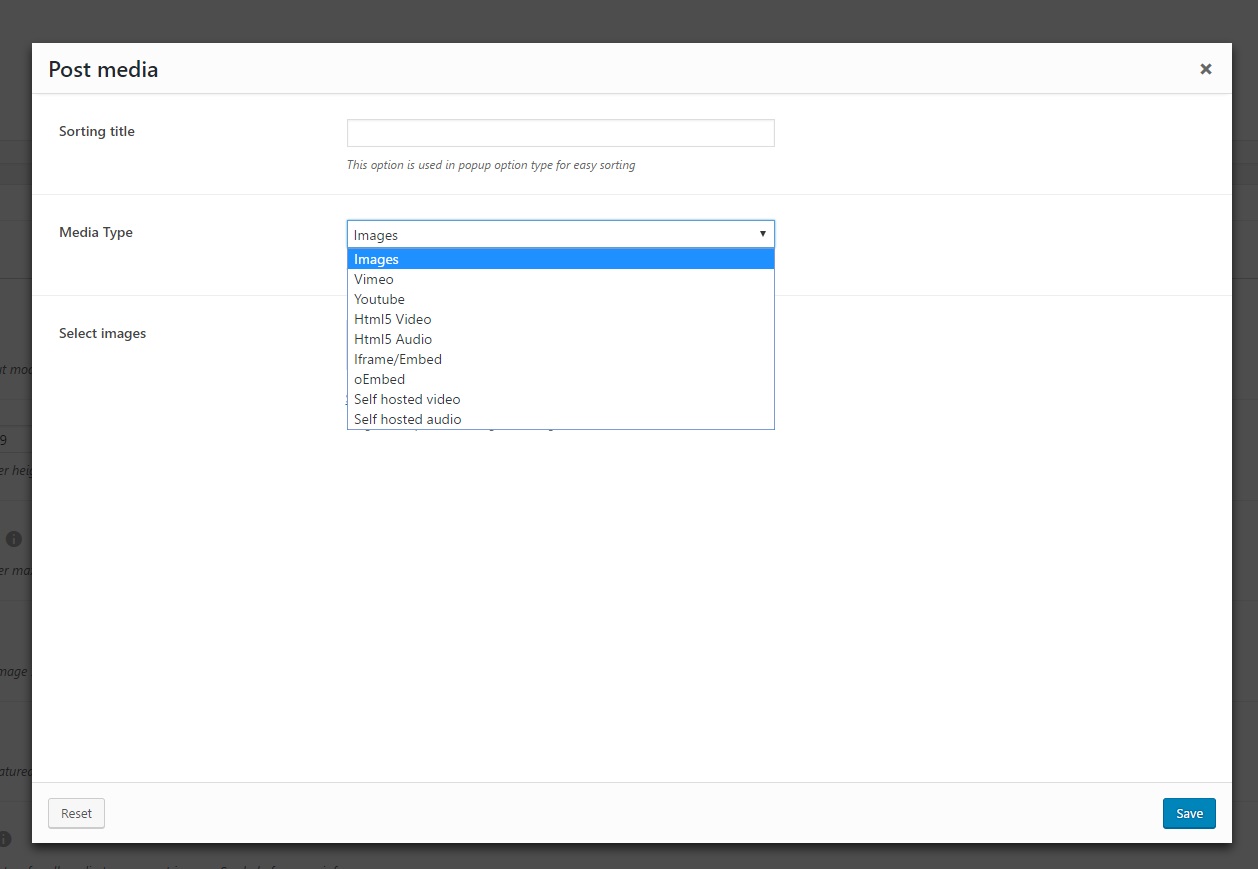 Post media
Sorting title
This option is used in popup option type for easy sorting
Media Type
Images
Images
Vimeo
Youtube
Html5 Video
Html5 Audio
Iframe/Embed
oEmbed
Self hosted video
Self hosted audio
Select images
9
Reset
Save